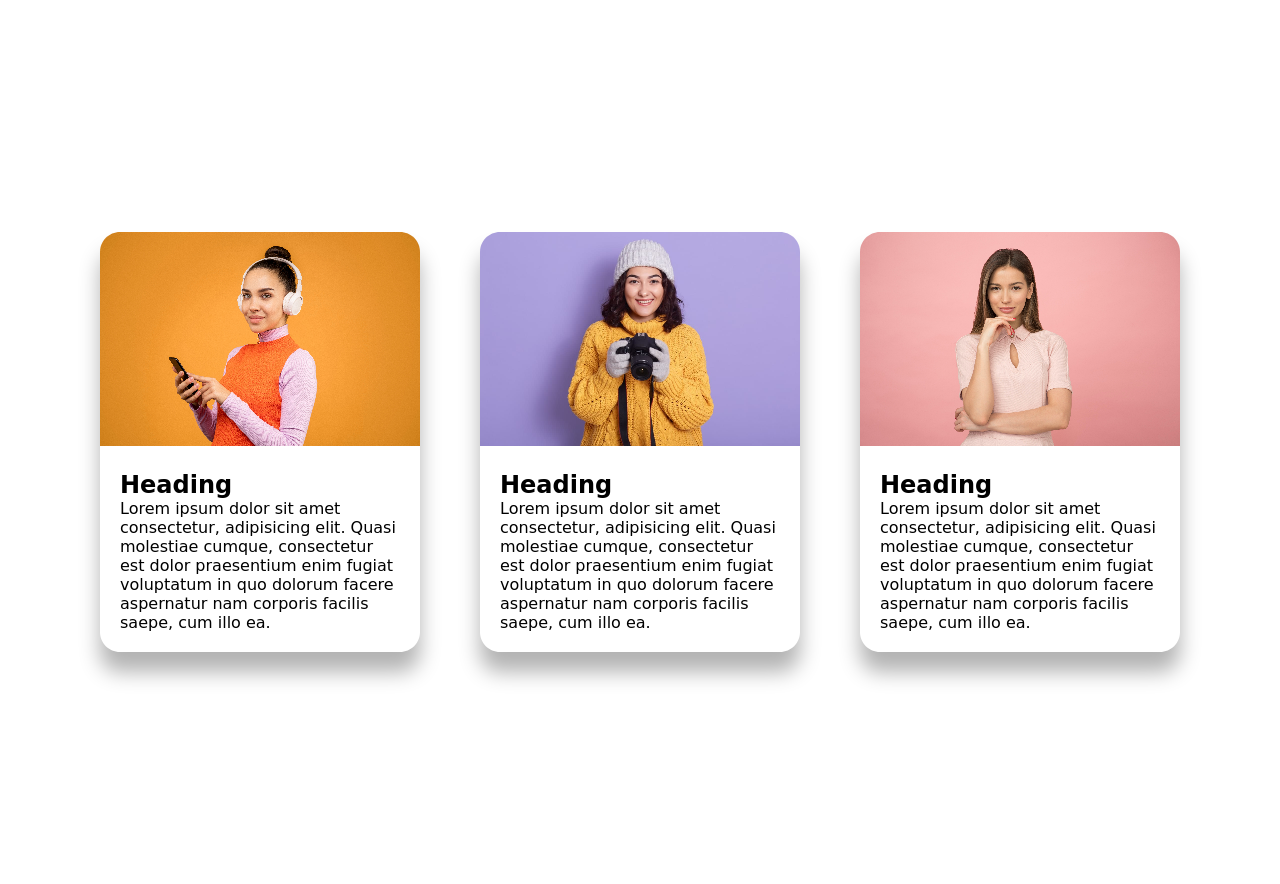 Heading
Lorem ipsum dolor sit amet
consectetur, adipisicing elit. Quasi
molestiae cumque, consectetur
est dolor praesentium enim fugiat
voluptatum in quo dolorum facere
aspernatur nam corporis facilis
saepe, cum illo ea.
Heading
Lorem ipsum dolor sit amet
consectetur, adipisicing elit. Quasi
molestiae cumque, consectetur
est dolor praesentium enim fugiat
voluptatum in quo dolorum facere
aspernatur nam corporis facilis
saepe, cum illo ea.
Heading
Lorem ipsum dolor sit amet
consectetur, adipisicing elit. Quasi
molestiae cumque, consectetur
est dolor praesentium enim fugiat
voluptatum in quo dolorum facere
aspernatur nam corporis facilis
saepe, cum illo ea.